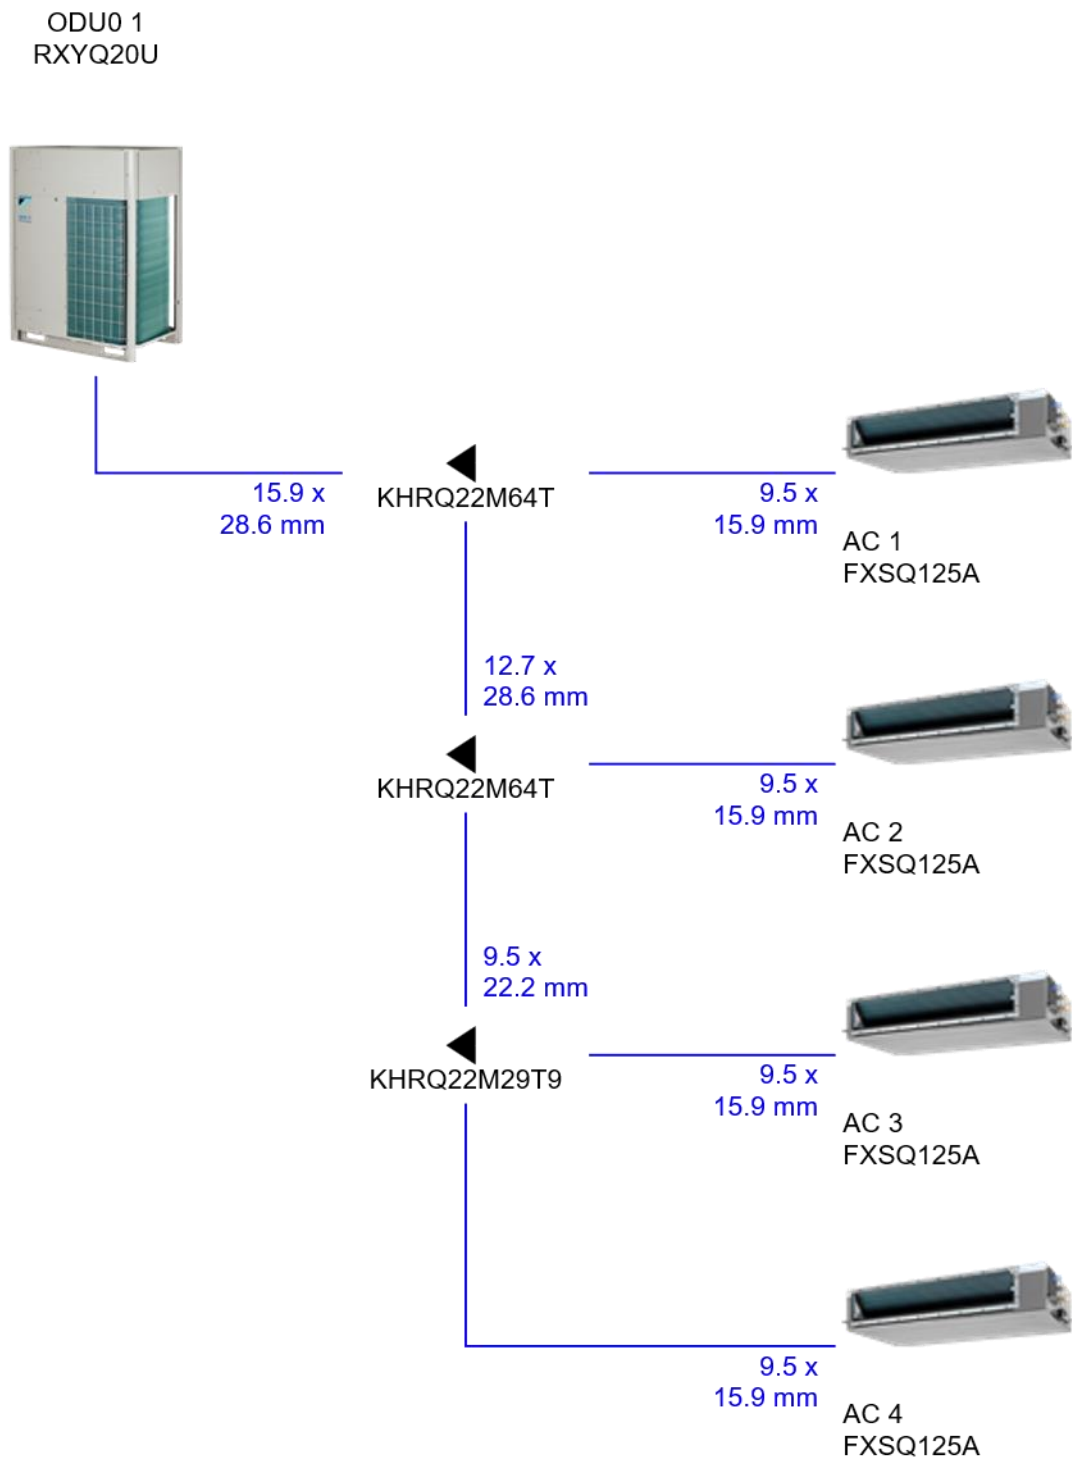 ODU0 1
RXYQ20U
15.9 x
28.6 mm
KHRQ22M64T
9.5 x
15.9 mm
AC 1
FXSQ125A
12.7 x
28.6 mm
KHRQ22M64T
9.5 x
15.9 mm
AC 2
FXSQ125A
9.5 x
22.2 mm
KHRQ22M29T9
9.5 x
15.9 mm
AC 3
FXSQ125A
9.5 x
15.9 mm
AC 4
FXSQ125A